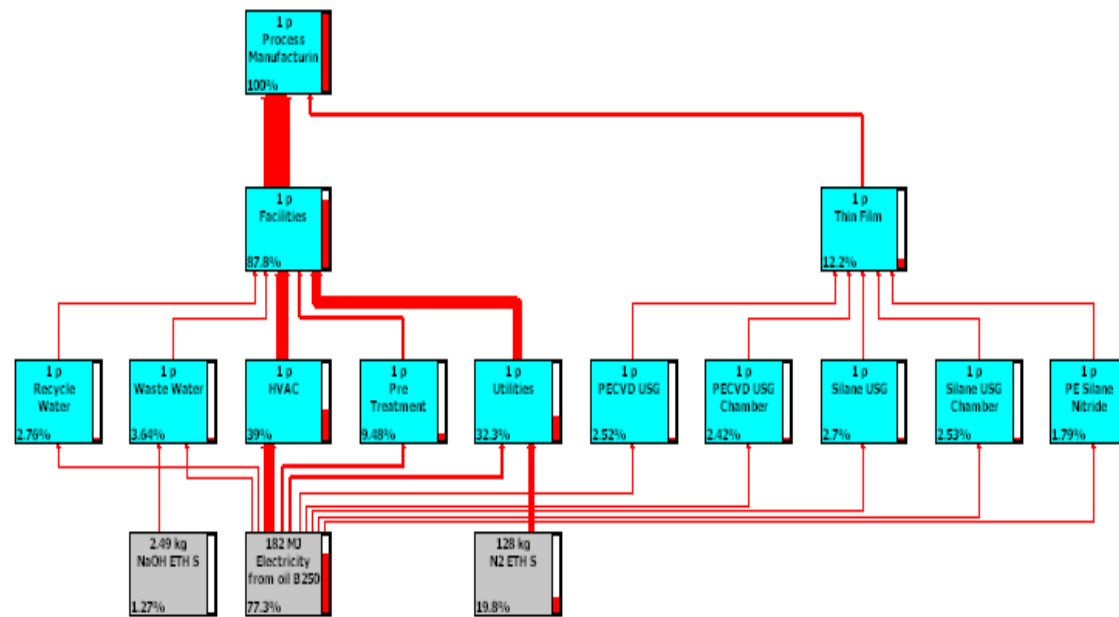 1 p
Process
Manufacturin
100%
1 p
Facilities
87.8%
1 p
Thin Film
12.2%
1 p
Recycle
Water
2.76%
1 p
Waste Water
3.64%
1 p
HVAC
39%
1 p
Pre
Treatment
9.48%
1 p
Utilities
32.3%
1 p
PECVD USG
2.52%
1 p
PECVD USG
Chamber
2.42%
1 p
Silane USG
2.7%
1 p
Silane USG
Chamber
2.53%
1 p
PE Silane
Nitride
1.79%
2.49 kg
NaOH ETH S
1.27%
182 MJ
Electricity
from oil B250
77.3%
128 kg
N2 ETH S
19.8%